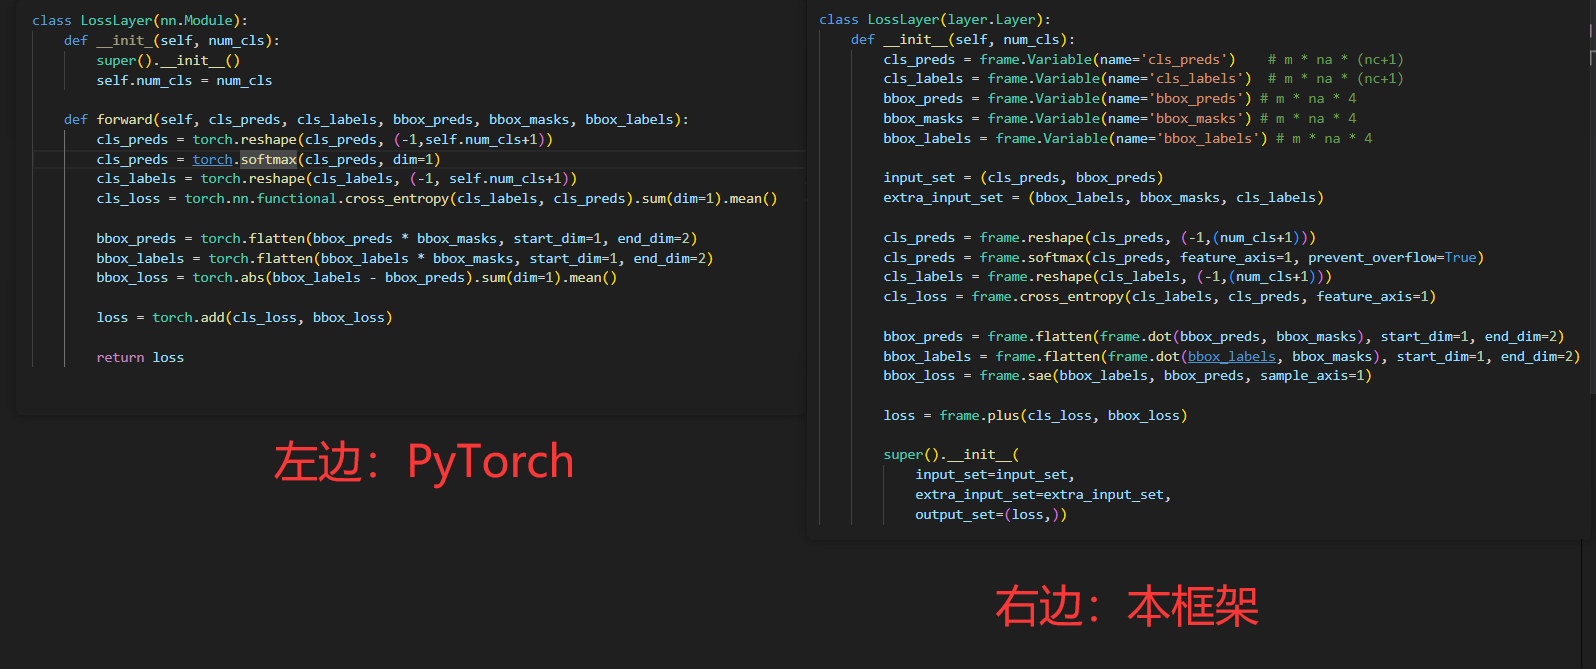 class LossLayer(nn.Module):
    def __init_(self, num_cls):
        super().__init__()
        self.num_cls = num_cls

    def forward(self, cls_preds, cls_labels, bbox_preds, bbox_masks, bbox_labels):
        cls_preds = torch.reshape(cls_preds, (-1,self.num_cls+1))
        cls_preds = torch.softmax(cls_preds, dim=1)
        cls_labels = torch.reshape(cls_labels, (-1, self.num_cls+1))
        cls_loss = torch.nn.functional.cross_entropy(cls_labels, cls_preds).sum(dim=1).mean()

        bbox_preds = torch.flatten(bbox_preds * bbox_masks, start_dim=1, end_dim=2)
        bbox_labels = torch.flatten(bbox_labels * bbox_masks, start_dim=1, end_dim=2)
        bbox_loss = torch.abs(bbox_labels - bbox_preds).sum(dim=1).mean()

        loss = torch.add(cls_loss, bbox_loss)

        return loss
左边：PyTorch
class LossLayer(layer.Layer):
    def __init__(self, num_cls):
        cls_preds = frame.Variable(name='cls_preds')    # m * na * (nc+1)
        cls_labels = frame.Variable(name='cls_labels')  # m * na * (nc+1)
        bbox_preds = frame.Variable(name='bbox_preds') # m * na * 4
        bbox_masks = frame.Variable(name='bbox_masks') # m * na * 4
        bbox_labels = frame.Variable(name='bbox_labels') # m * na * 4

        input_set = (cls_preds, bbox_preds)
        extra_input_set = (bbox_labels, bbox_masks, cls_labels)

        cls_preds = frame.reshape(cls_preds, (-1,(num_cls+1)))
        cls_preds = frame.softmax(cls_preds, feature_axis=1, prevent_overflow=True)
        cls_labels = frame.reshape(cls_labels, (-1,(num_cls+1)))
        cls_loss = frame.cross_entropy(cls_labels, cls_preds, feature_axis=1)

        bbox_preds = frame.flatten(frame.dot(bbox_preds, bbox_masks), start_dim=1, end_dim=2)
        bbox_labels = frame.flatten(frame.dot(bbox_labels, bbox_masks), start_dim=1, end_dim=2)
        bbox_loss = frame.sae(bbox_labels, bbox_preds, sample_axis=1)

        loss = frame.plus(cls_loss, bbox_loss)

        super().__init__(
            input_set=input_set,
            extra_input_set=extra_input_set,
            output_set=(loss,))
右边：本框架